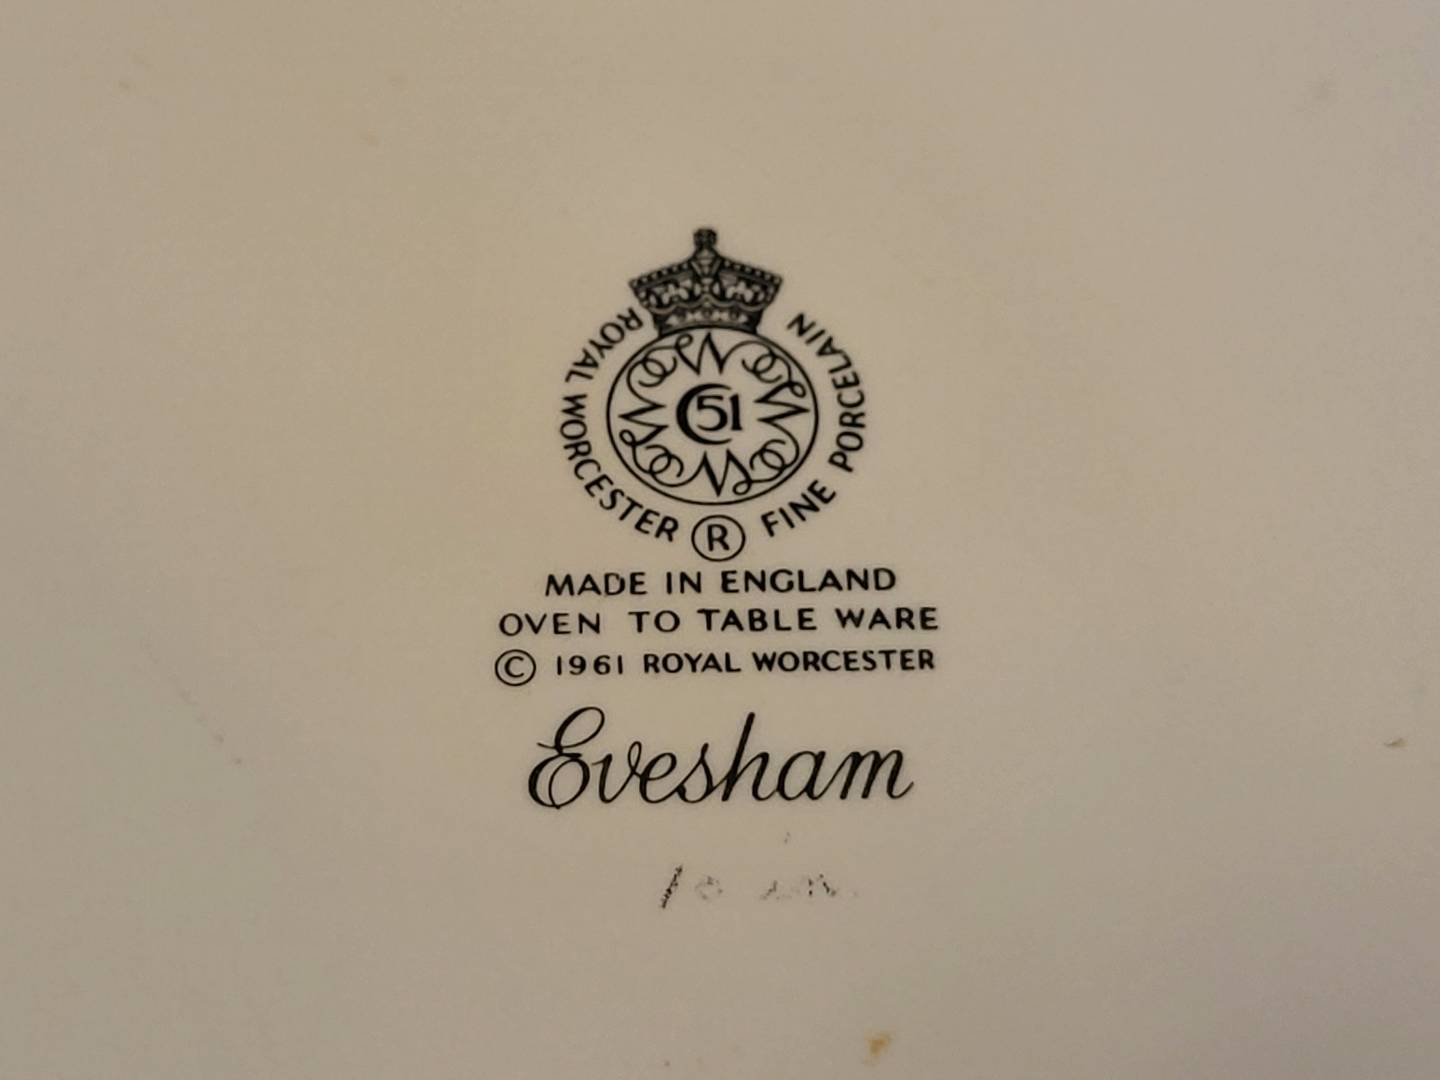 ROYAL WORCESTER ® FINE PORCELAIN
W W W W
C 51
MADE IN ENGLAND
OVEN TO TABLE WARE
© 1961 ROYAL WORCESTER
Evesham